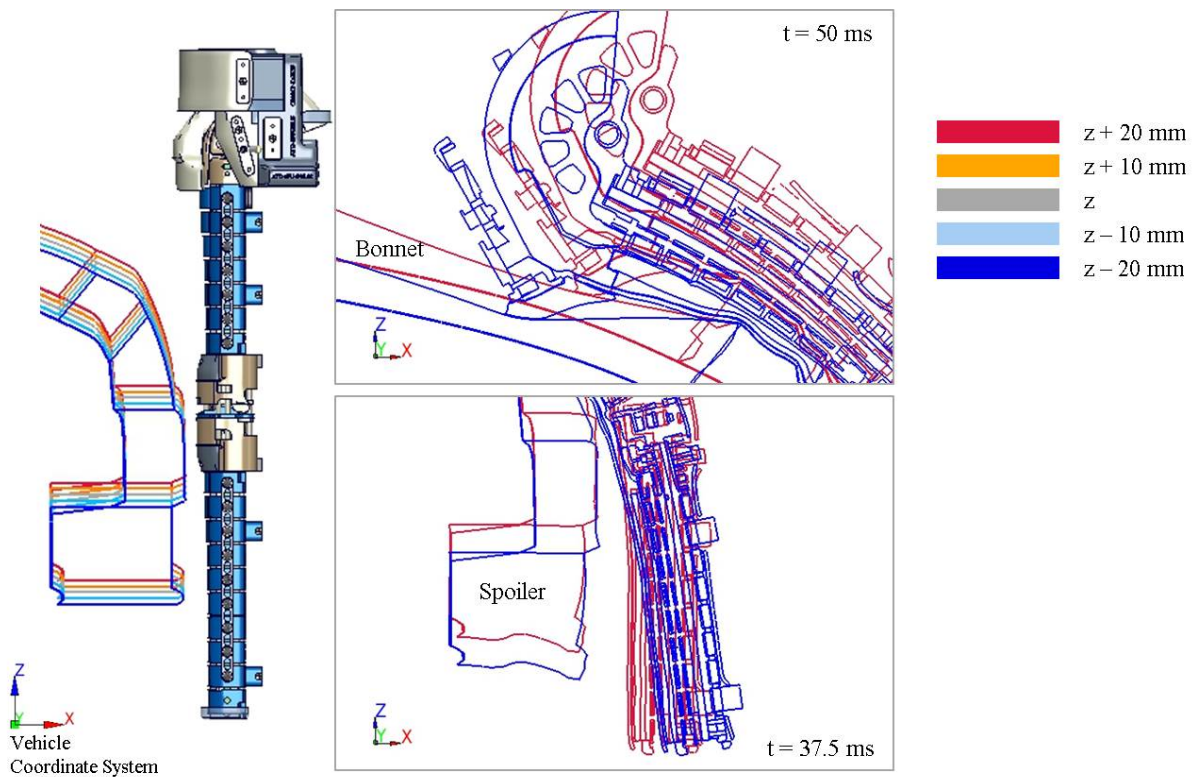 t = 50 ms
z + 20 mm
z + 10 mm
z
z – 10 mm
z – 20 mm
Bonnet
Z
Y
X
Spoiler
Z
Y
X
t = 37.5 ms
Z
Y
X
Vehicle
Coordinate System